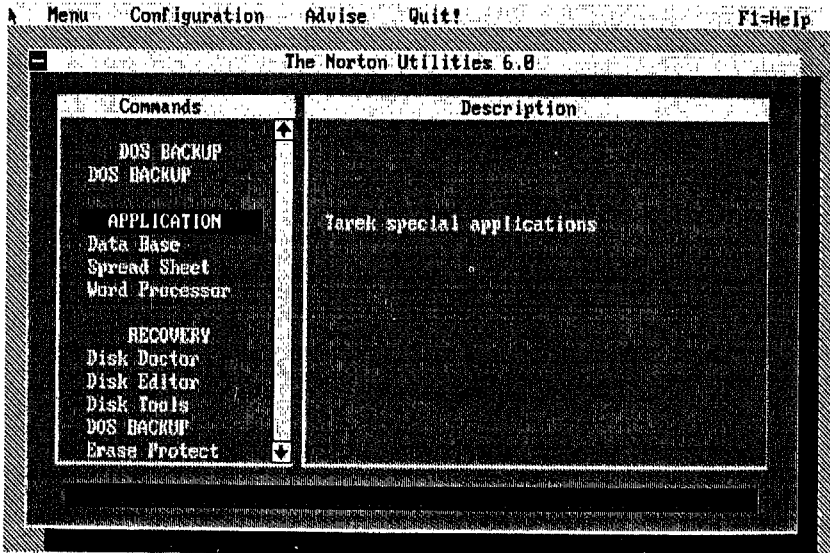 Menu Configuration Advise Quit! F1=Help
The Norton Utilities 6.0
Commands
DOS BACKUP
DOS BACKUP
APPLICATION
Data Base
Spread Sheet
Word Processor
RECOVERY
Disk Doctor
Disk Editor
Disk Tools
DOS BACKUP
Erase Protect
Description
Tarek special applications